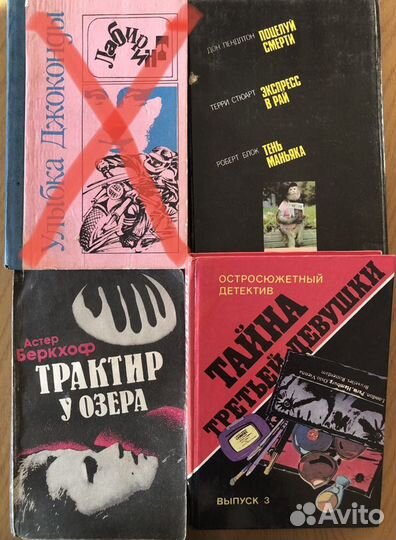 Улыбка Джоконды
Лабиринт
ДОН ПЕНДЛТОН ПОЦЕЛУЙ
СМЕРТИ
ТЕРРИ СТЮАРТ ЭКСПРЕСС
В РАЙ
РОБЕРТ БЛОК ТЕНЬ
МАНЬЯКА
Астер
Беркхоф
ТРАКТИР
У ОЗЕРА
ОСТРОСЮЖЕТНЫЙ
ДЕТЕКТИВ
ТАЙНА
ТРЕТЬЕЙ ДЕВУШКИ
ВЫПУСК 3
Avito